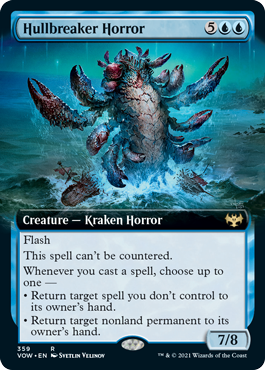 Hullbreaker Horror 5
Creature — Kraken Horror
Flash
This spell can't be countered.
Whenever you cast a spell, choose up to
one —
• Return target spell you don't control to
its owner's hand.
• Return target nonland permanent to
its owner's hand.
7/8
359 R
VOW • EN Svetlin Velinov ™ & © 2021 Wizards of the Coast